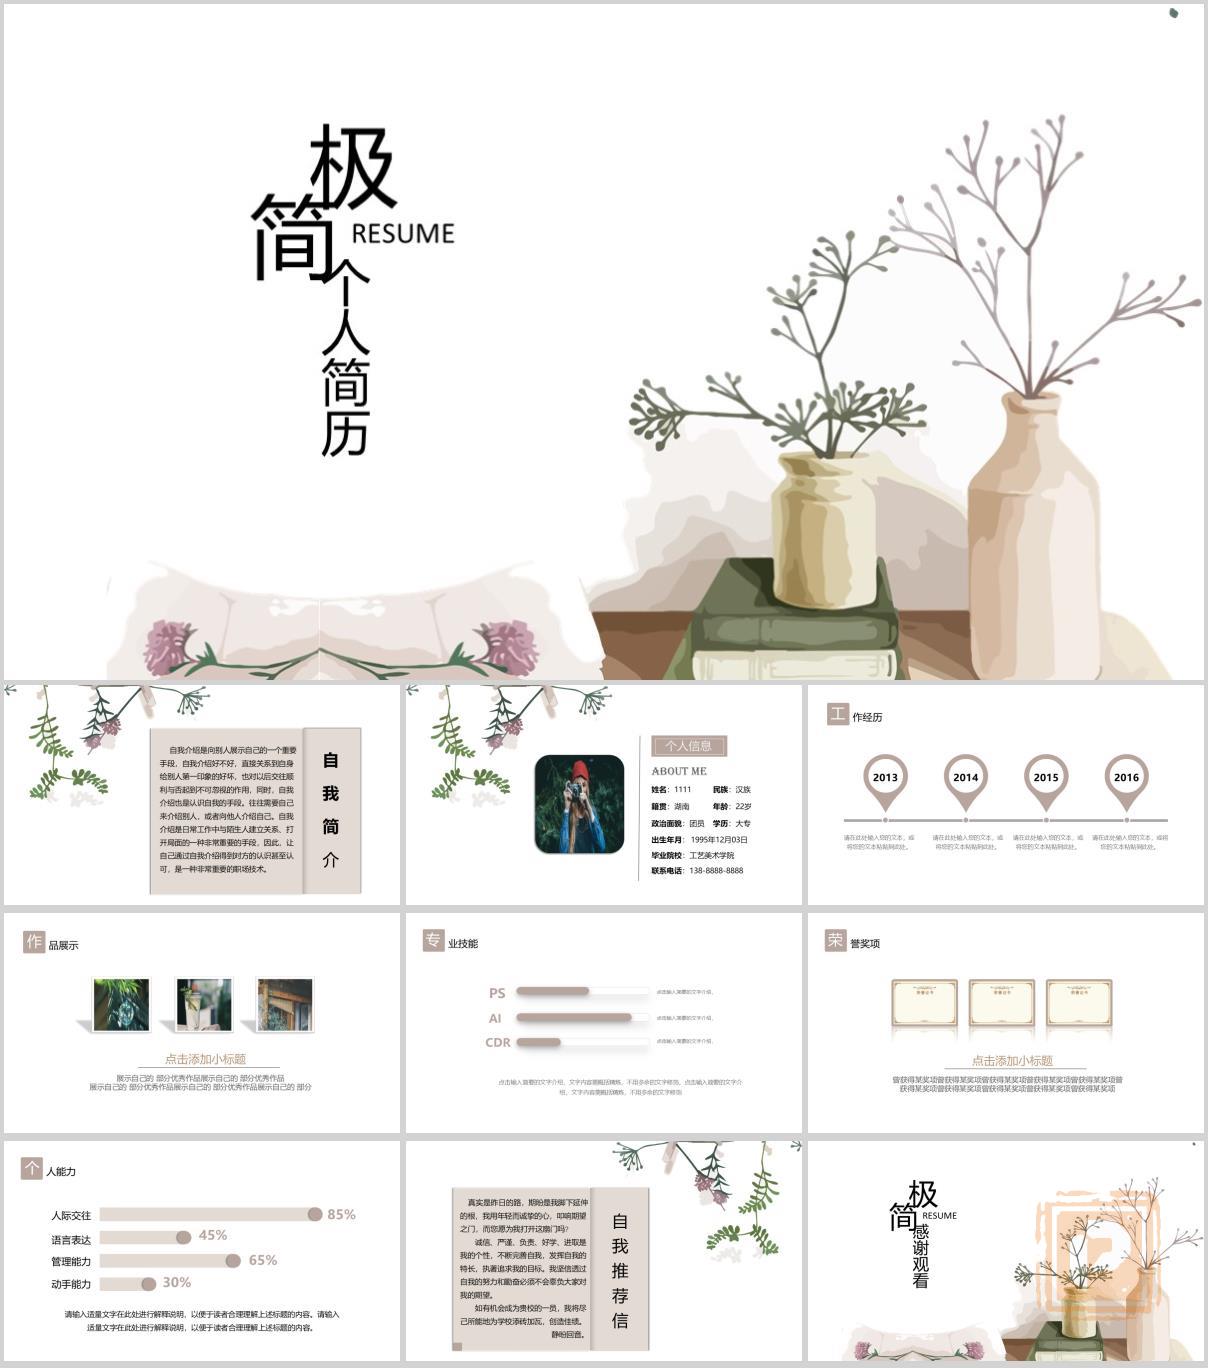 极
简
RESUME
个
人
简
历
自我介绍是向别人展示自己的一个重要
手段，自我介绍好不好，直接关系到自身
给别人第一印象的好坏，也对以后交往顺
利与否起到不可忽视的作用，同时，自我
介绍也是认识自我的手段。往往需要自己
来介绍别人，或者向他人介绍自己。自我
介绍是日常工作中与陌生人建立关系、打
开局面的一种非常重要的手段，因此，让
自己通过自我介绍得到对方的认识甚至认
可，是一种非常重要的职场技术。
自
我
简
介
个人信息
ABOUT ME
姓名：1111 民族：汉族
籍贯：湖南 年龄：22岁
政治面貌：团员 学历：大专
出生年月：1995年12月03日
毕业院校：工艺美术学院
联系电话：138-8888-8888
工作经历
2013 2014 2015 2016
请在此处输入您的文本，或
将您的文本粘贴到此处。
请在此处输入您的文本，或
将您的文本粘贴到此处。
请在此处输入您的文本，或
将您的文本粘贴到此处。
请在此处输入您的文本，或将
您的文本粘贴到此处。
作品展示
点击添加小标题
展示自己的 部分优秀作品展示自己的 部分优秀作品
展示自己的 部分优秀作品展示自己的 部分优秀作品展示自己的 部分
专业技能
PS
点击输入简要的文字介绍，
AI
点击输入简要的文字介绍，
CDR
点击输入简要的文字介绍，
点击输入简要的文字介绍，文字内容需概括精炼，不用多余的文字修饰。点击输入简要的文字介
绍，文字内容需概括精炼，不用多余的文字修饰
荣誉奖项
荣誉证书
荣誉证书
荣誉证书
点击添加小标题
曾获得某奖项曾获得某奖项曾获得某奖项曾获得某奖项曾获得某奖项曾
获得某奖项曾获得某奖项曾获得某奖项曾获得某奖项曾获得某奖项
个人能力
人际交往 85%
语言表达 45%
管理能力 65%
动手能力 30%
请输入适量文字在此处进行解释说明，以便于读者合理理解上述标题的内容。请输入
适量文字在此处进行解释说明，以便于读者合理理解上述标题的内容。
真实是昨日的路，期盼是我脚下延伸
的根，我用年轻而诚挚的心，叩响期望
之门，而您愿为我打开这扇门吗？
诚信、严谨、负责、好学、进取是
我的个性，不断完善自我，发挥自我的
特长，执著追求我的目标。我坚信透过
自我的努力和勤奋必须不会辜负大家对
我的期望。
如有机会成为贵校的一员，我将尽
己所能地为学校添砖加瓦，创造佳绩。
静盼回音。
自
我
推
荐
信
极
简
RESUME
感
谢
观
看